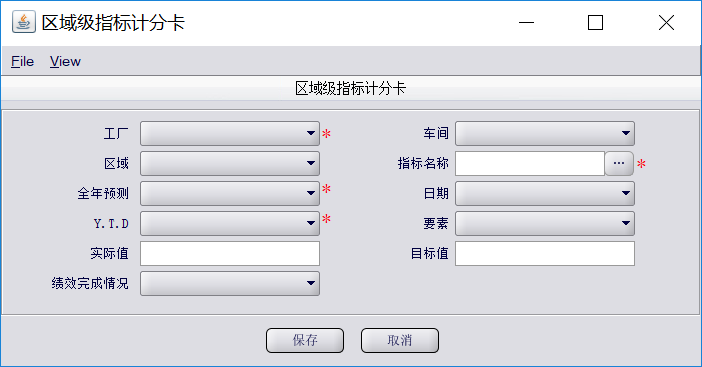 区域级指标计分卡
File View
区域级指标计分卡
工厂 * 车间
区域 指标名称 ... *
全年预测 * 日期
Y.T.D * 要素
实际值 目标值
绩效完成情况
保存 取消